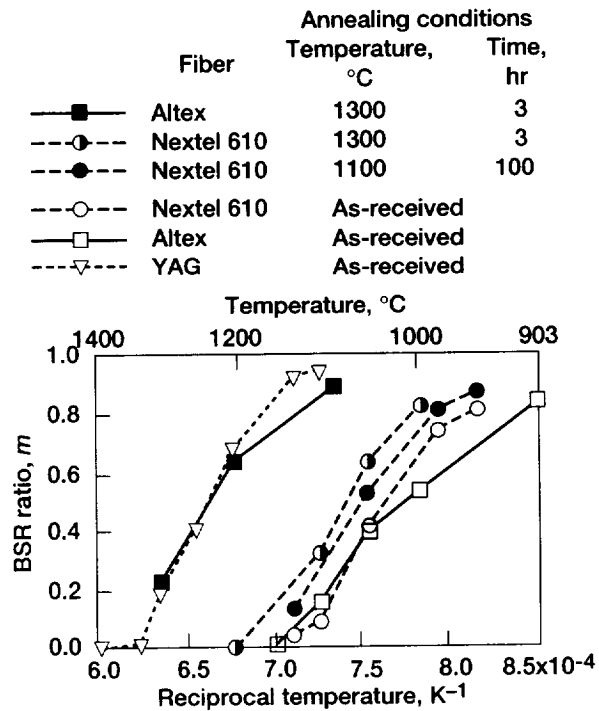 Annealing conditions
Fiber Temperature, °C Time, hr
Altex 1300 3
Nextel 610 1300 3
Nextel 610 1100 100
Nextel 610 As-received
Altex As-received
YAG As-received
Temperature, °C
1400 1200 1000 903
1.0
0.8
0.6
0.4
0.2
0.0
BSR ratio, m
6.0 6.5 7.0 7.5 8.0 8.5x10-4
Reciprocal temperature, K–1